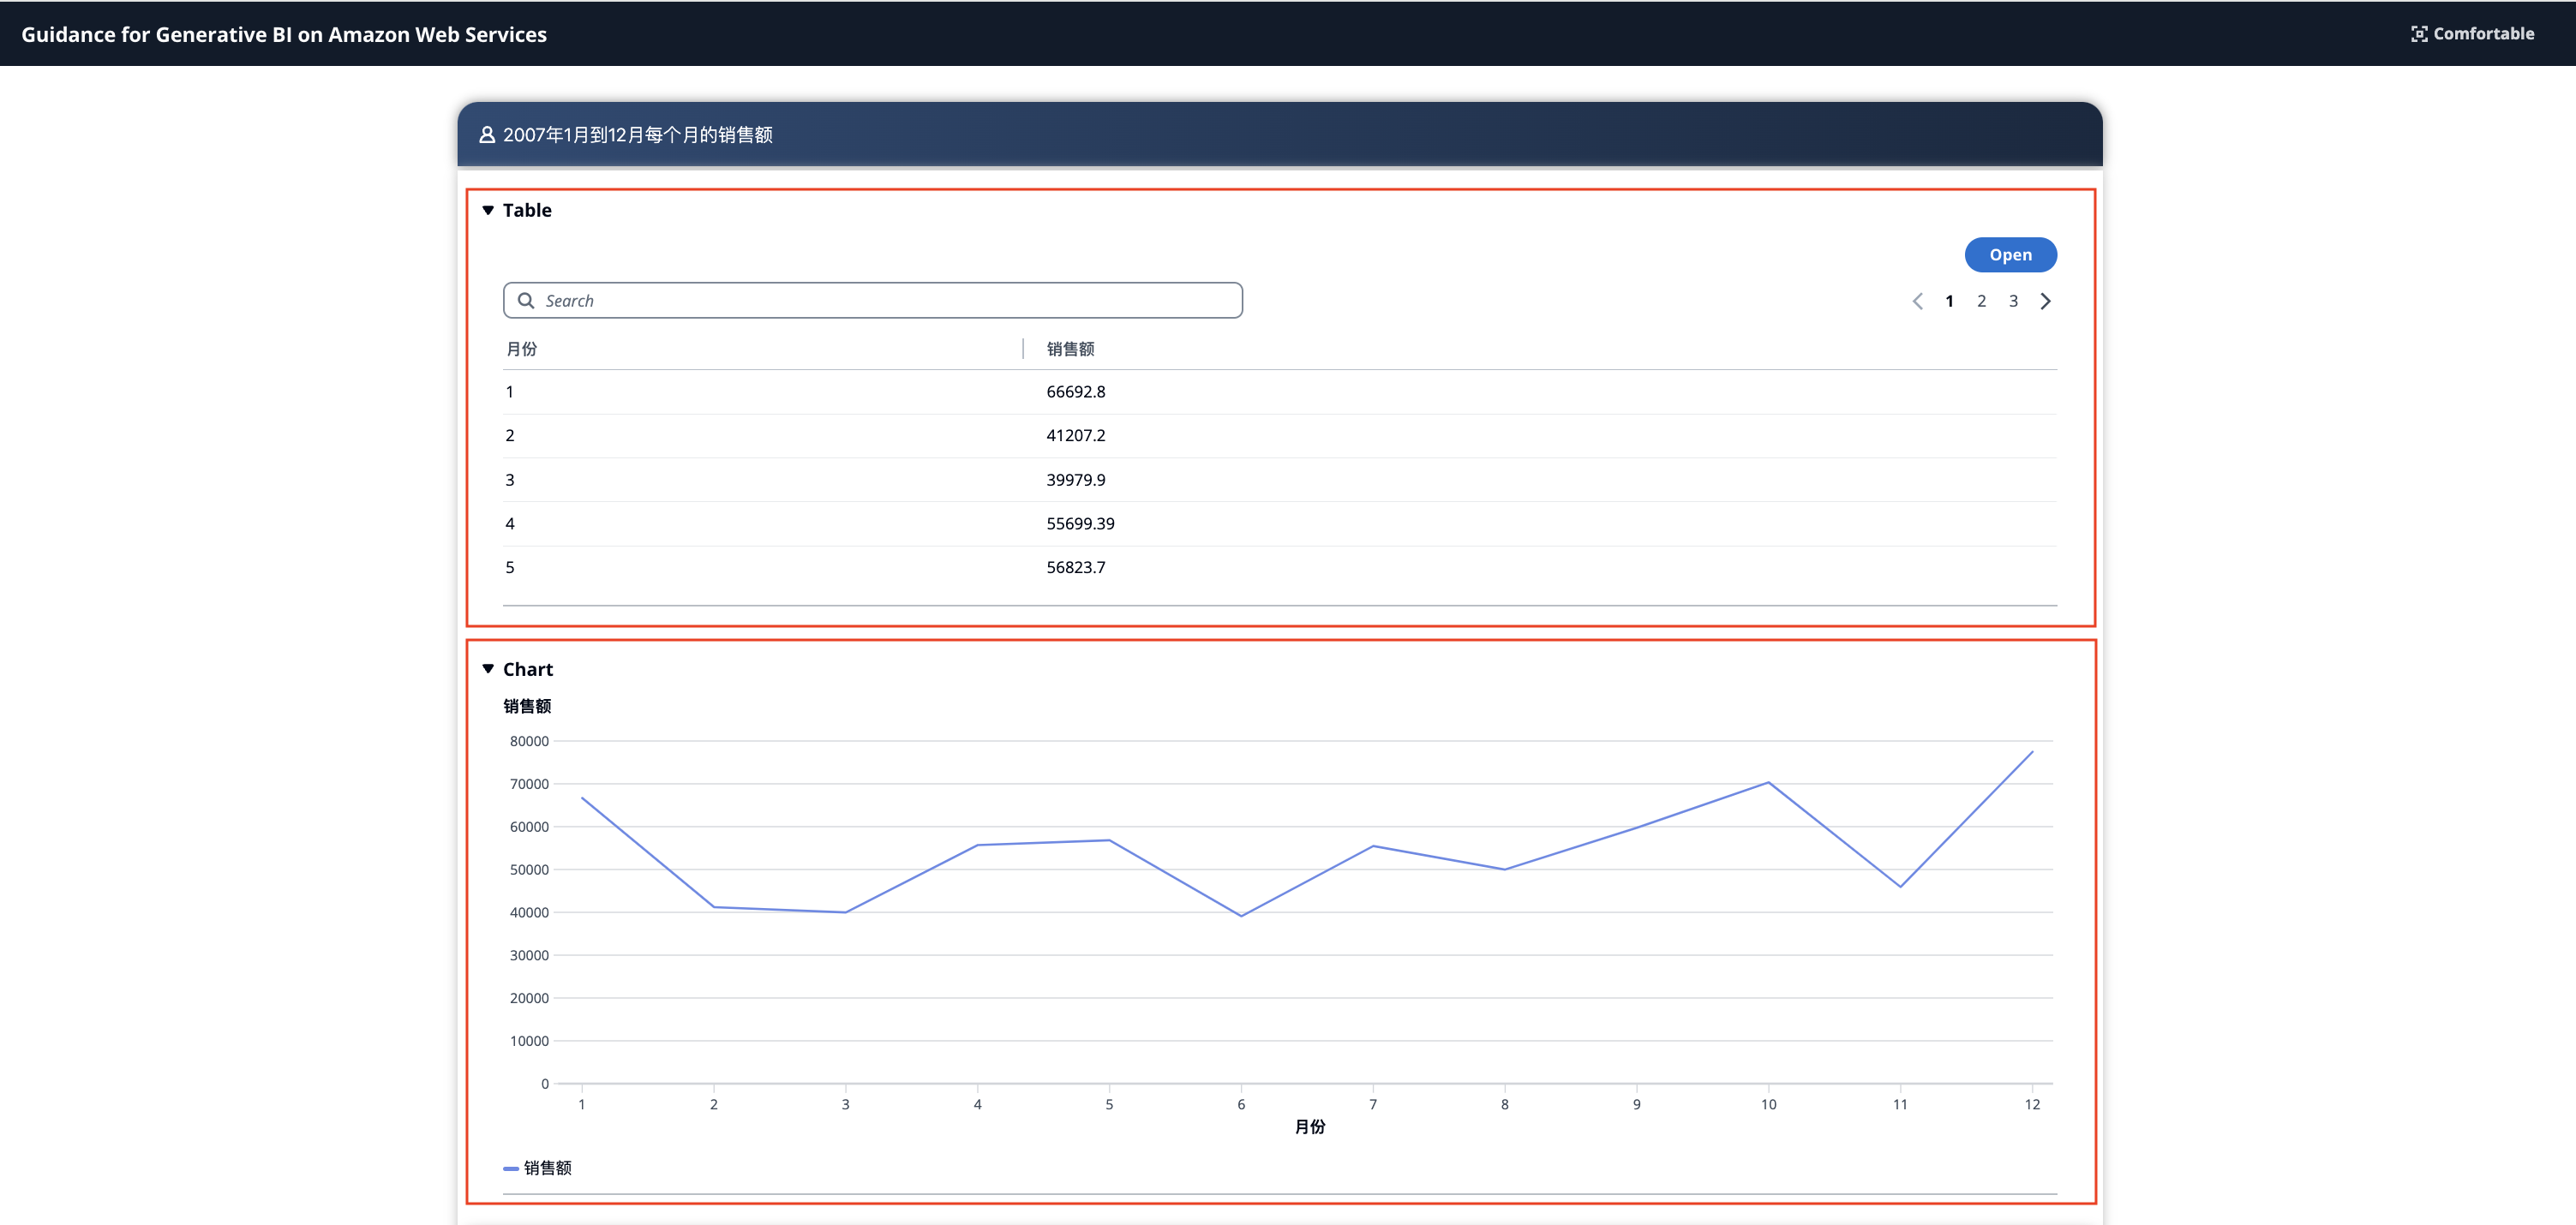 Guidance for Generative BI on Amazon Web Services
Comfortable
2007年1月到12月每个月的销售额
Table
Open
Search
1 2 3
月份 销售额
1 66692.8
2 41207.2
3 39979.9
4 55699.39
5 56823.7
Chart
销售额
80000
70000
60000
50000
40000
30000
20000
10000
0
1 2 3 4 5 6 7 8 9 10 11 12
月份
销售额